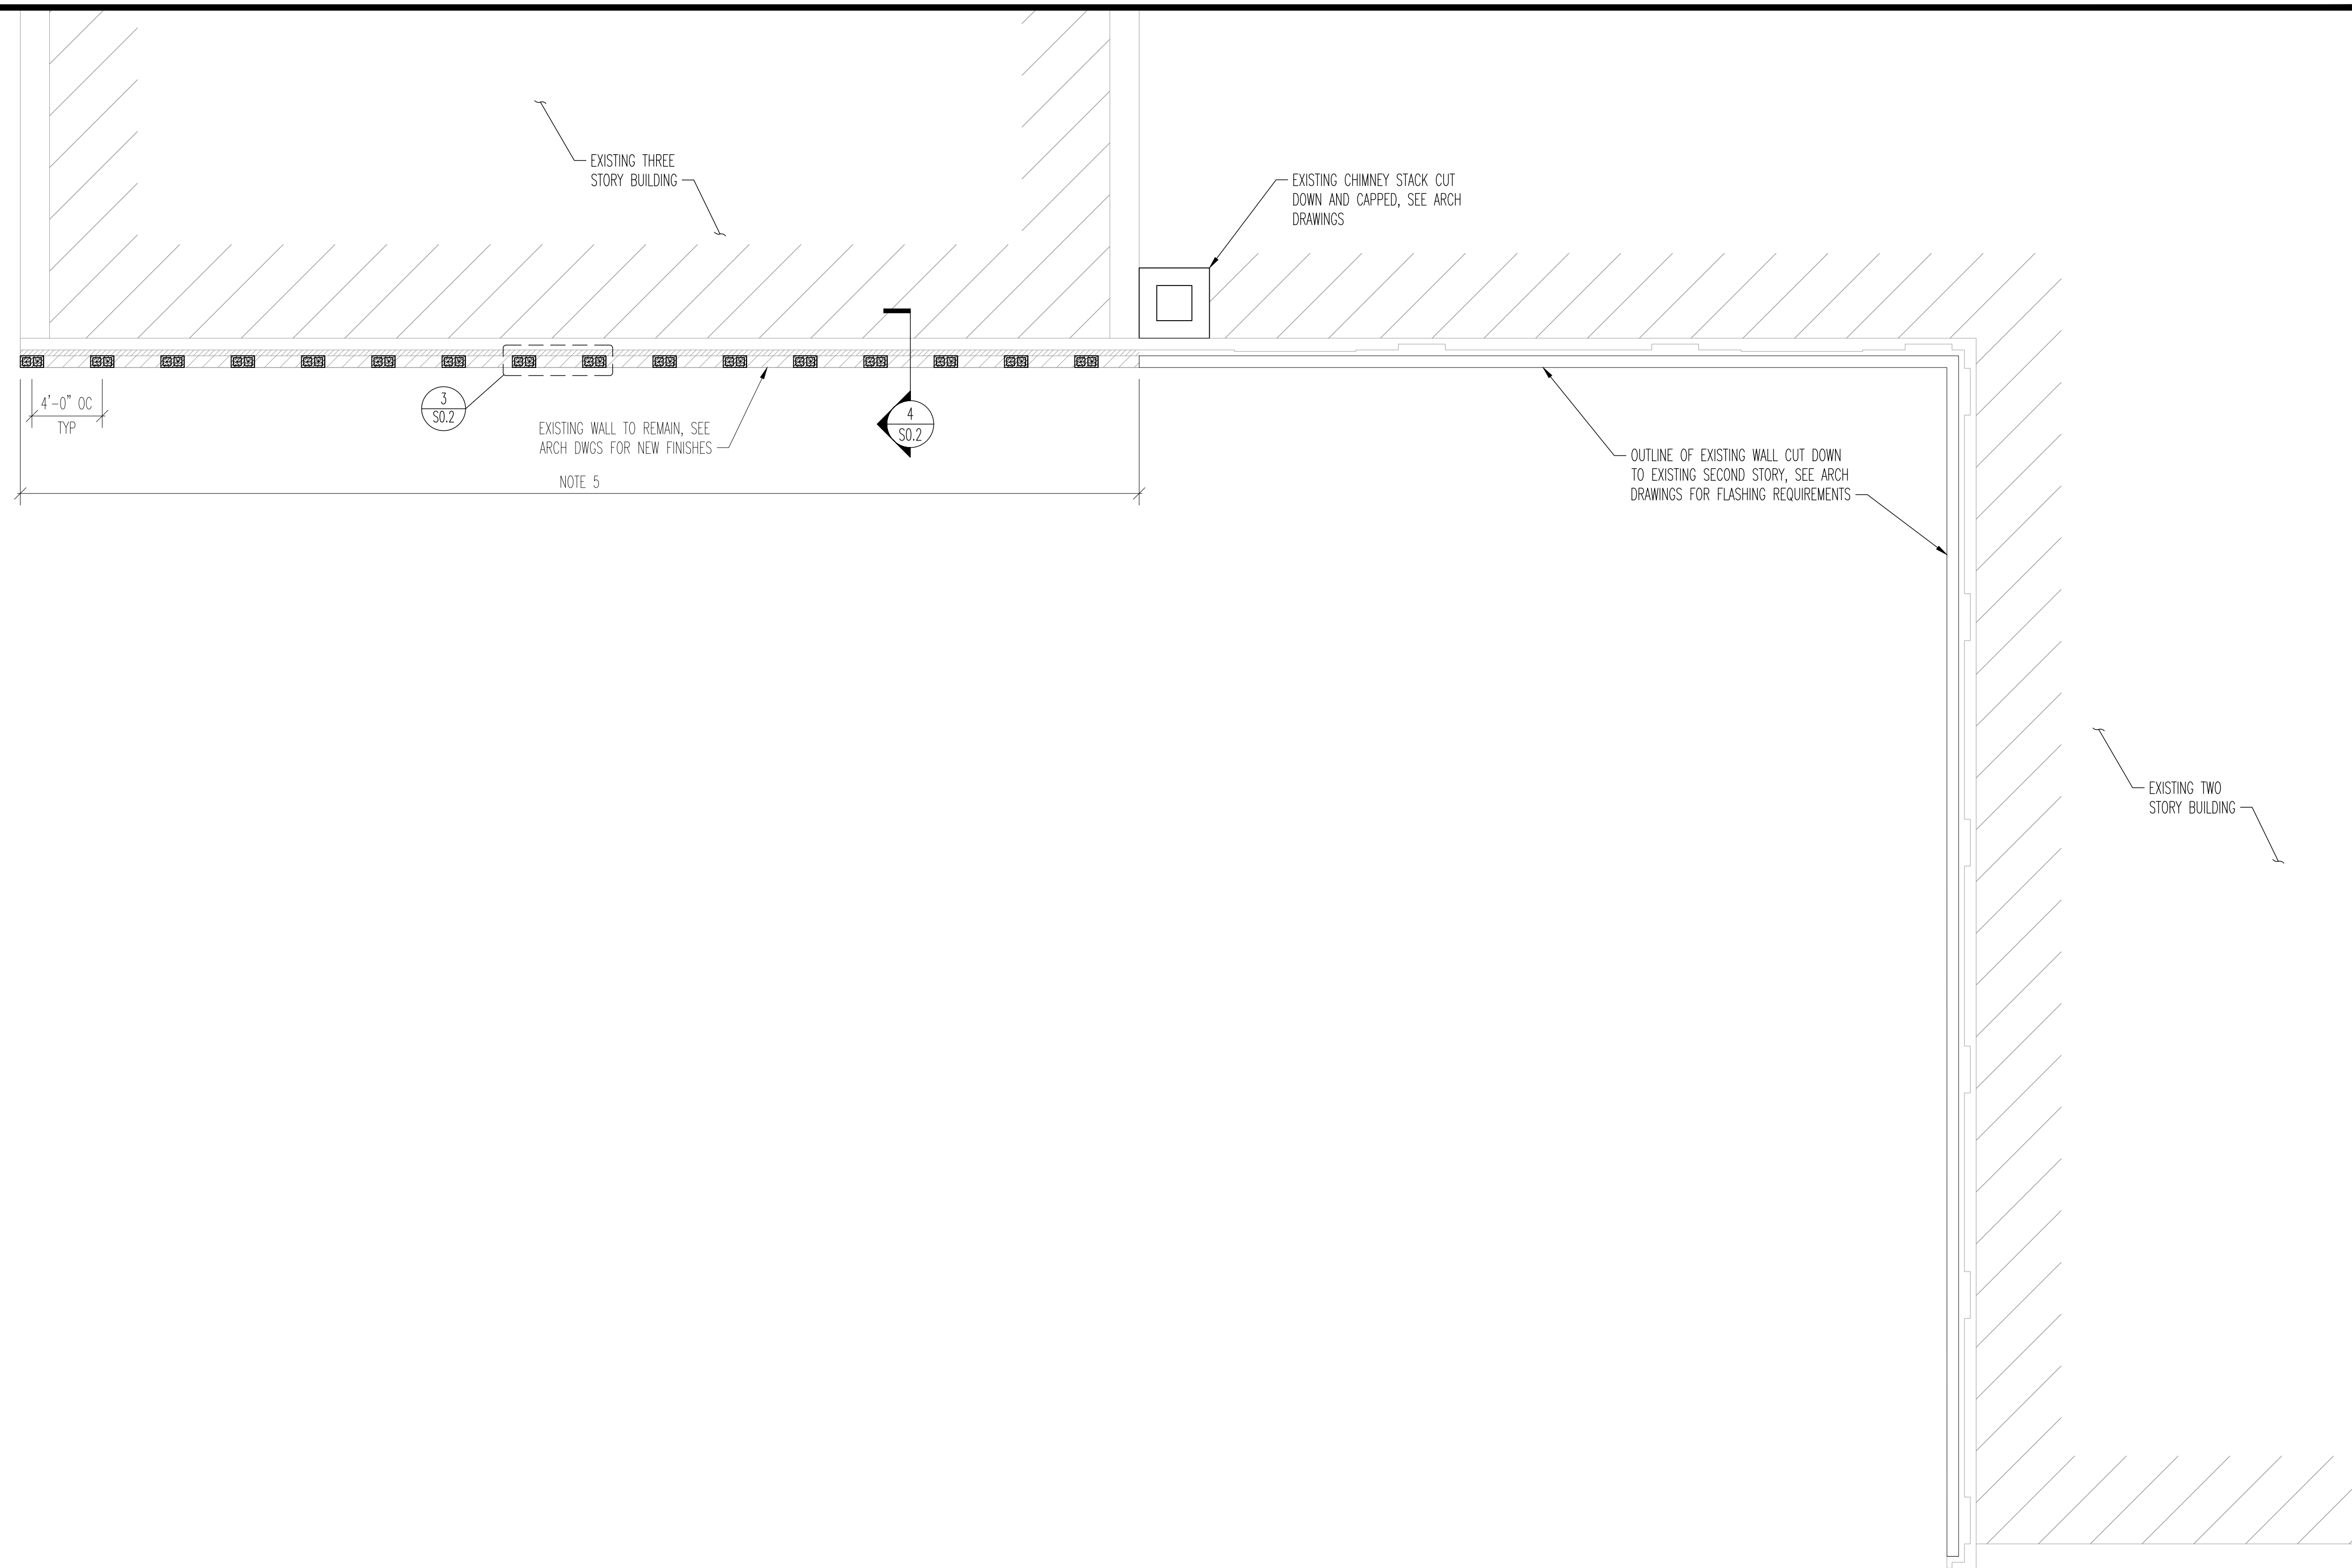 EXISTING THREE
STORY BUILDING
EXISTING CHIMNEY STACK CUT
DOWN AND CAPPED, SEE ARCH
DRAWINGS
4'-0" OC
TYP
3
S0.2
EXISTING WALL TO REMAIN, SEE
ARCH DWGS FOR NEW FINISHES
4
S0.2
NOTE 5
OUTLINE OF EXISTING WALL CUT DOWN
TO EXISTING SECOND STORY, SEE ARCH
DRAWINGS FOR FLASHING REQUIREMENTS
EXISTING TWO
STORY BUILDING